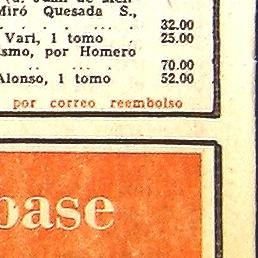 Miró Quesada S.,
. . . . 32.00
Vari, 1 tomo . 25.00
ismo, por Homero
. . . . 70.00
Alonso, 1 tomo 52.00
por correo reembolso
base